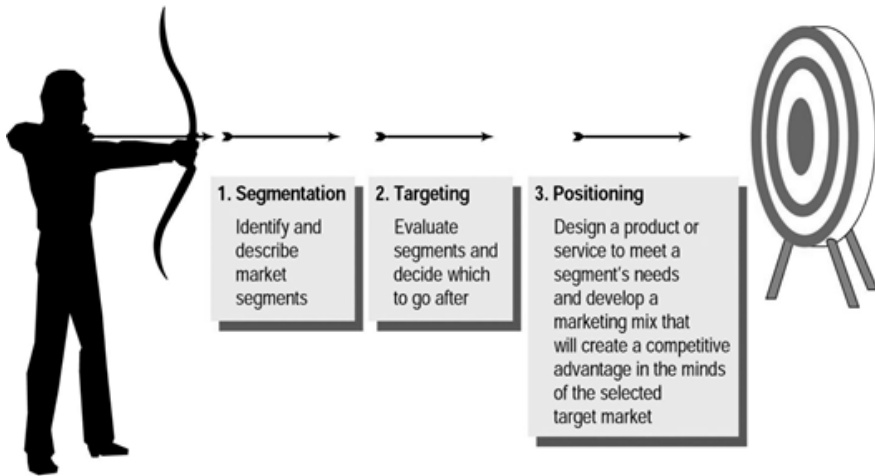 1. Segmentation
Identify and
describe
market
segments
2. Targeting
Evaluate
segments and
decide which
to go after
3. Positioning
Design a product or
service to meet a
segment's needs
and develop a
marketing mix that
will create a competitive
advantage in the minds
of the selected
target market